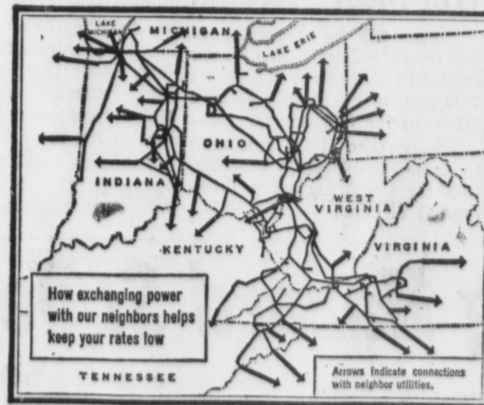 LAKE
MICHIGAN
MICHIGAN
LAKE ERIE
OHIO
INDIANA
WEST
VIRGINIA
KENTUCKY
VIRGINIA
How exchanging power
with our neighbors helps
keep your rates low
Arrows indicate connections
with neighbor utilities.
TENNESSEE